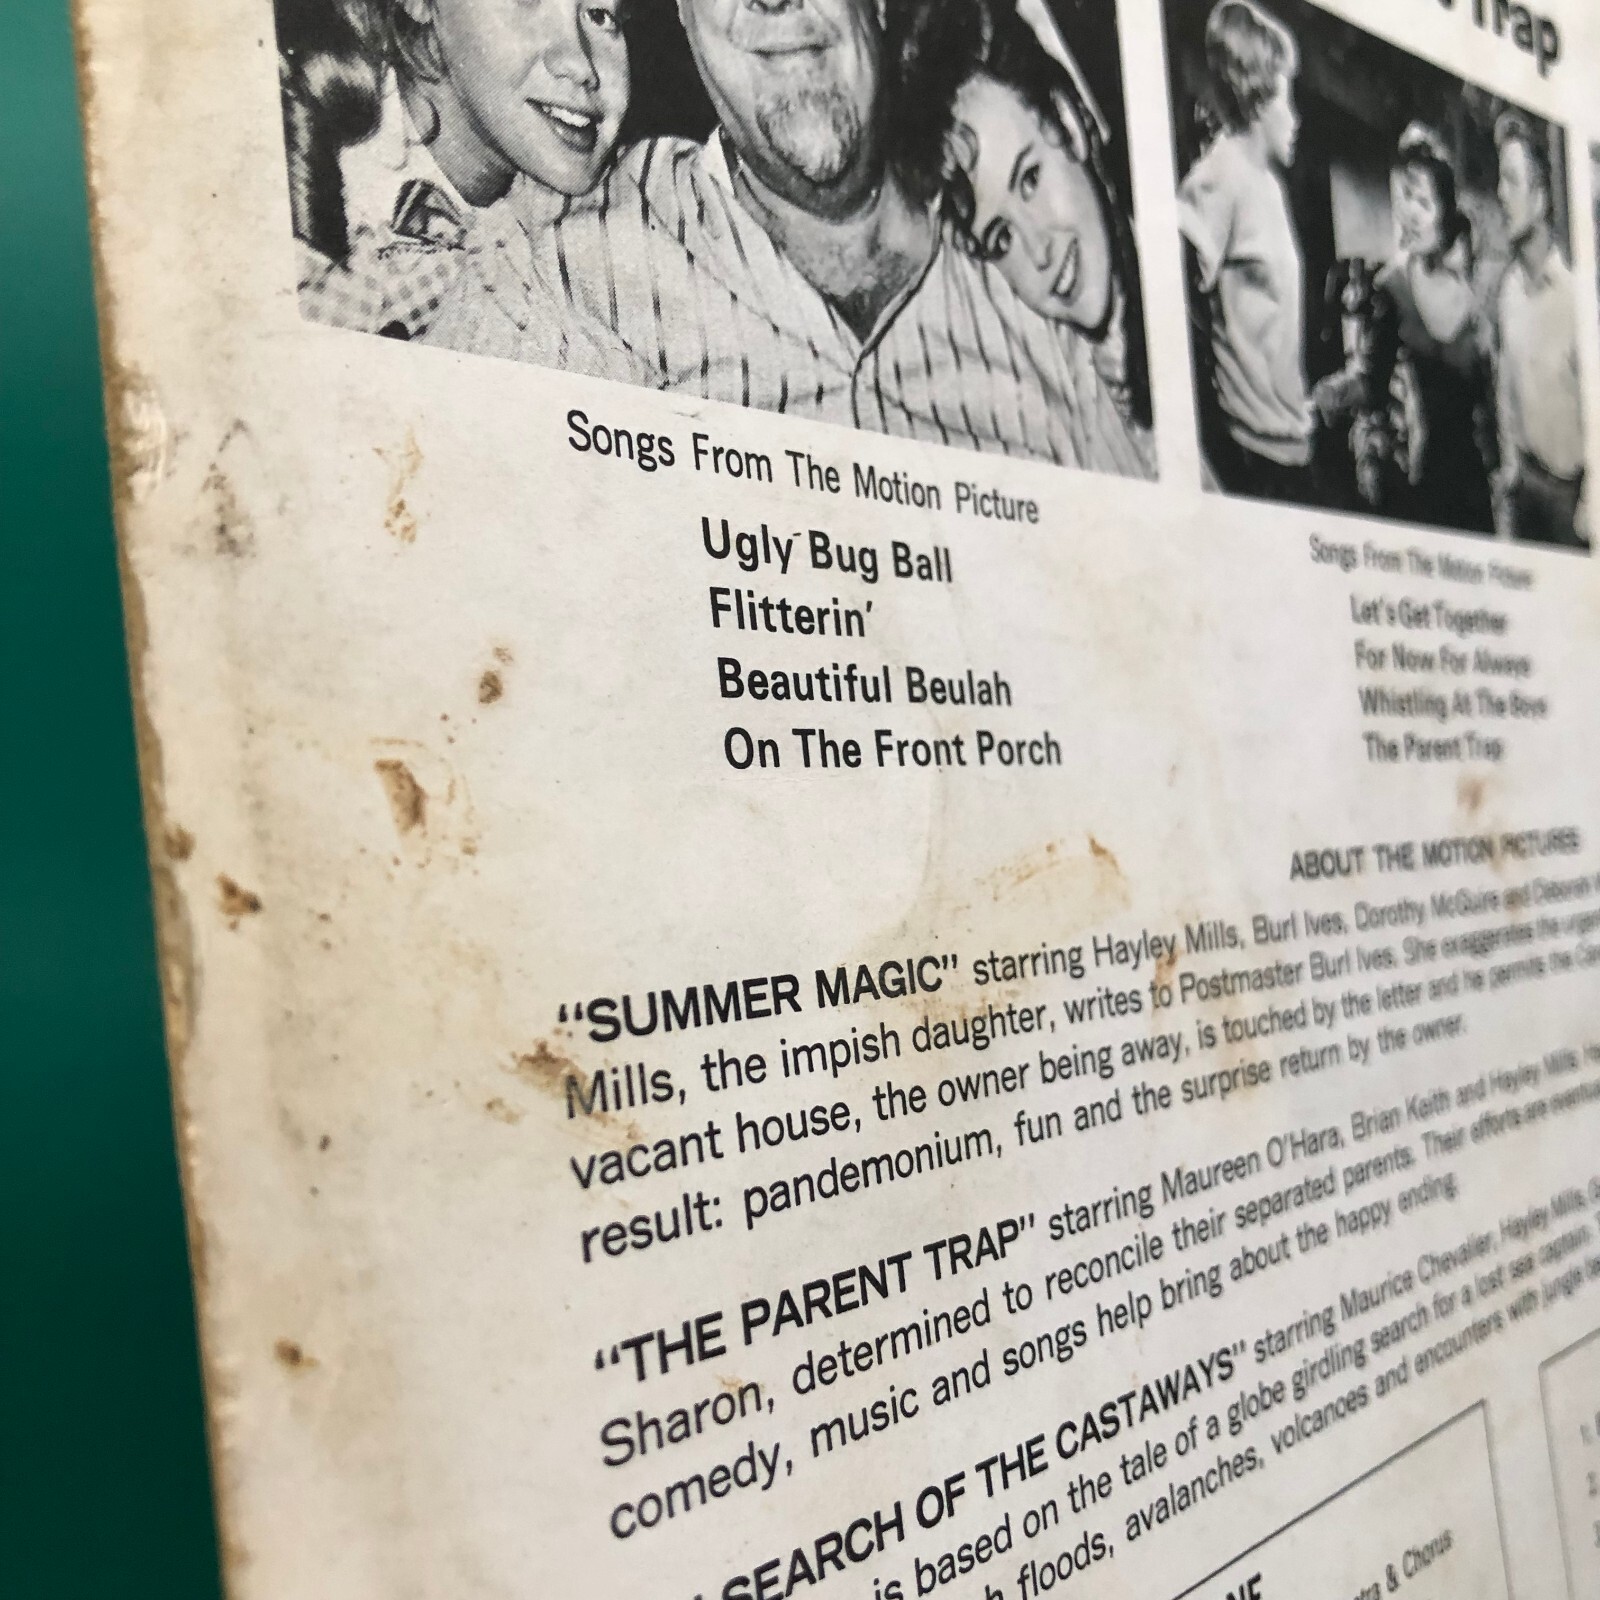 Trap
Songs From The Motion Picture
Ugly Bug Ball
Flitterin'
Beautiful Beulah
On The Front Porch
Songs From The Motion Picture
Let's Get Together
For Now For Always
Whistling At The Boys
The Parent Trap
ABOUT THE MOTION PICTURES
"SUMMER MAGIC" starring Hayley Mills, Burl Ives, Dorothy McGuire and Deborah
Mills, the impish daughter, writes to Postmaster Burl Ives. She exaggerates the
vacant house, the owner being away, is touched by the letter and he permits the
result: pandemonium, fun and the surprise return by the owner.
"THE PARENT TRAP" starring Maureen O'Hara, Brian Keith and Hayley Mills
Sharon, determined to reconcile their separated parents. Their efforts are
comedy, music and songs help bring about the happy ending.
SEARCH OF THE CASTAWAYS" starring Maurice Chevalier, Hayley Mills,
is based on the tale of a globe girdling search for a lost sea captain.
floods, avalanches, volcanoes and encounters with jungle
& Chorus